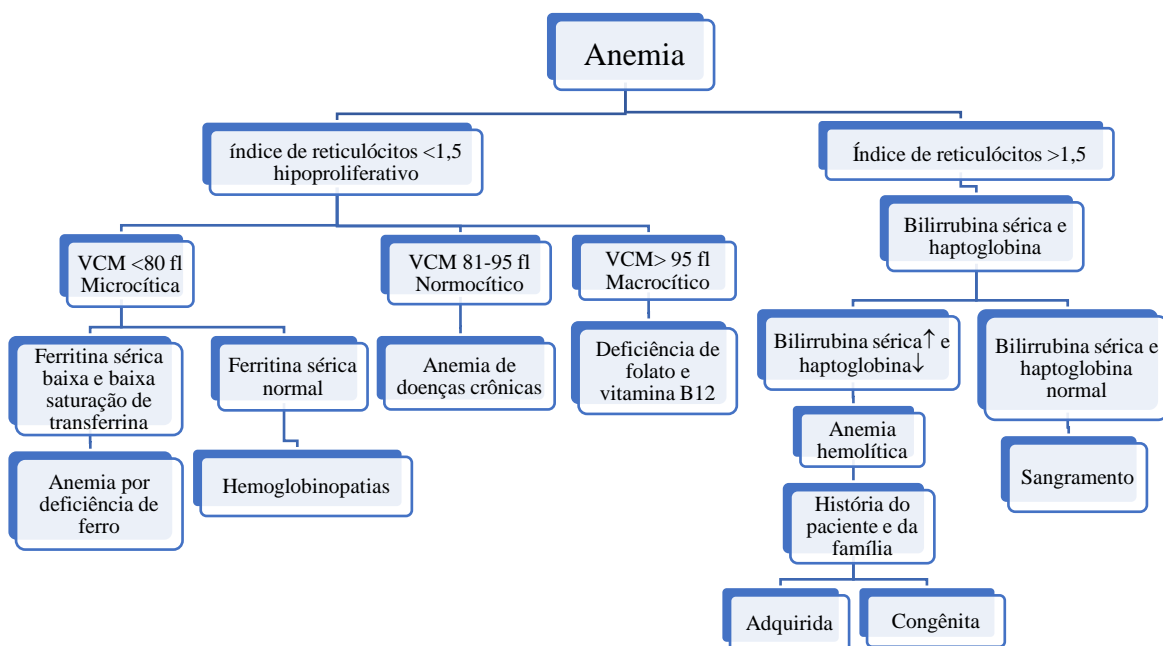 Anemia
índice de reticulócitos <1,5
hipoproliferativo
Índice de reticulócitos >1,5
VCM <80 fl
Microcítica
VCM 81-95 fl
Normocítico
VCM> 95 fl
Macrocítico
Bilirrubina sérica e
haptoglobina
Ferritina sérica
baixa e baixa
saturação de
transferrina
Ferritina sérica
normal
Anemia de
doenças crônicas
Deficiência de
folato e
vitamina B12
Bilirrubina sérica↑ e
haptoglobina↓
Bilirrubina sérica e
haptoglobina
normal
Anemia por
deficiência de
ferro
Hemoglobinopatias
Anemia
hemolítica
Sangramento
História do
paciente e da
família
Adquirida
Congênita